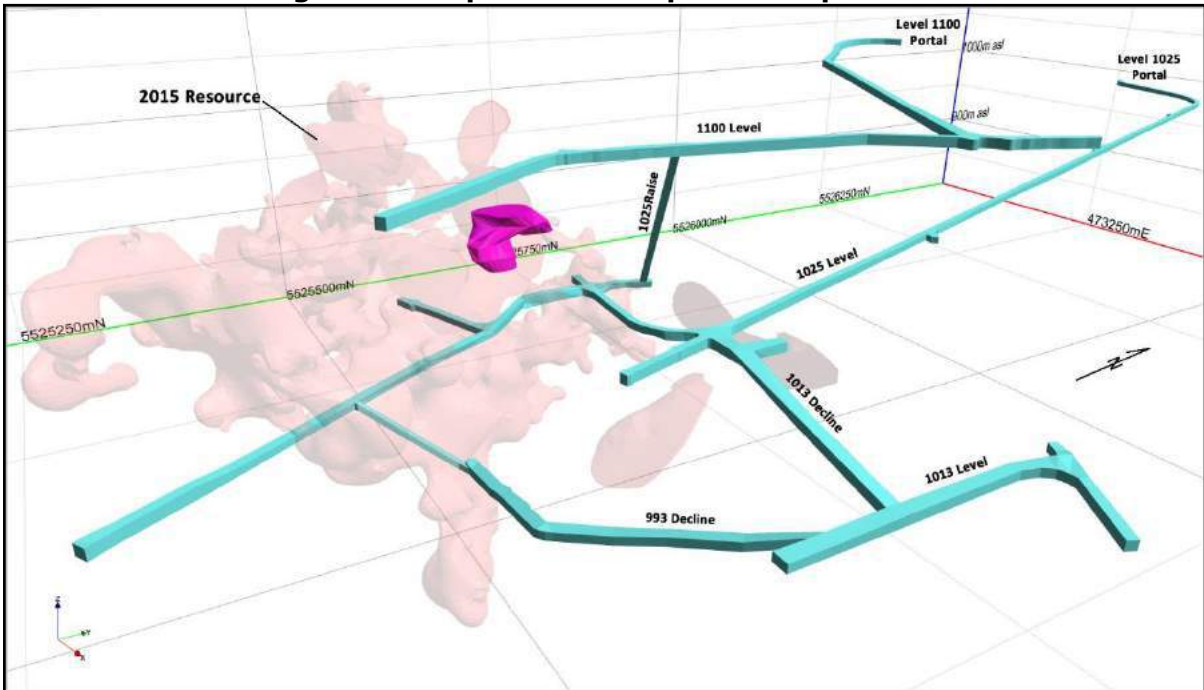 Level 1100
Portal
1000m asl
Level 1025
Portal
2015 Resource
900m asl
1100 Level
1025Raise
5526250mN
473250mE
5526000mN
25750mN
1025 Level
5525500mN
5525250mN
N
1013 Decline
1013 Level
993 Decline
Z
Y
X